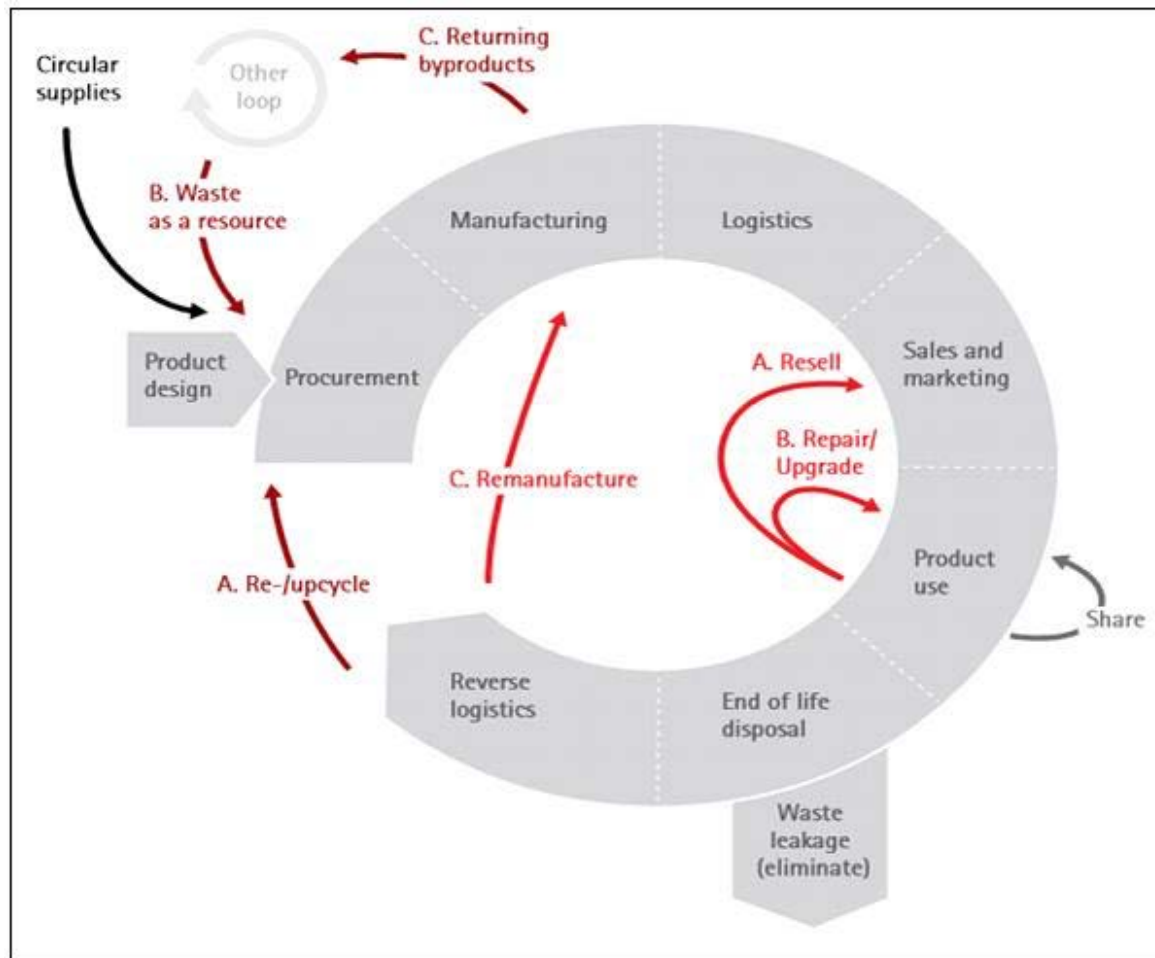 Circular
supplies
Other
loop
C. Returning
byproducts
B. Waste
as a resource
Manufacturing
Logistics
Product
design
Procurement
Sales and
marketing
A. Resell
B. Repair/
Upgrade
C. Remanufacture
Product
use
Share
A. Re-/upcycle
Reverse
logistics
End of life
disposal
Waste
leakage
(eliminate)